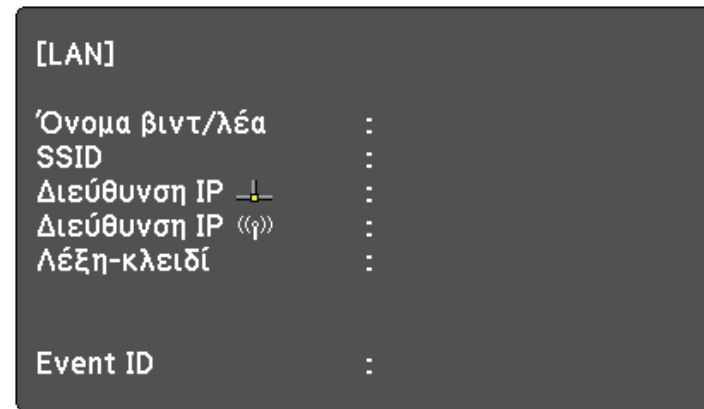 [LAN]
Όνομα βιντ/λέα :
SSID :
Διεύθυνση IP :
Διεύθυνση IP :
Λέξη-κλειδί :
Event ID :